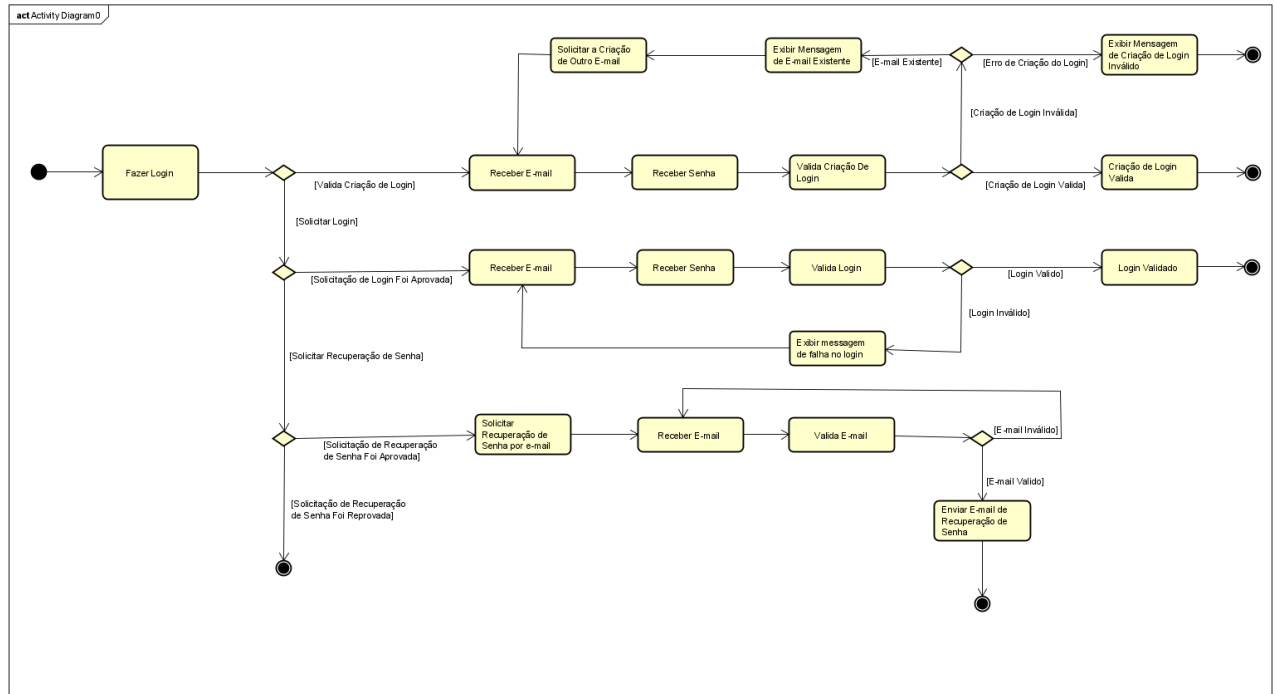 act Activity Diagram0
Solicitar a Criação
de Outro E-mail
Exibir Mensagem
de E-mail Existente
[E-mail Existente]
[Erro de Criação do Login]
Exibir Mensagem
de Criação de Login
Inválido
[Criação de Login Inválida]
Fazer Login
[Valida Criação de Login]
Receber E-mail
Receber Senha
Valida Criação De
Login
[Criação de Login Valida]
Criação de Login
Valida
[Solicitar Login]
[Solicitação de Login Foi Aprovada]
Receber E-mail
Receber Senha
Valida Login
[Login Valido]
Login Validado
[Login Inválido]
Exibir messagem
de falha no login
[Solicitar Recuperação de Senha]
[Solicitação de Recuperação
de Senha Foi Aprovada]
Solicitar
Recuperação de
Senha por e-mail
Receber E-mail
Valida E-mail
[E-mail Inválido]
[E-mail Valido]
Enviar E-mail de
Recuperação de
Senha
[Solicitação de Recuperação
de Senha Foi Reprovada]